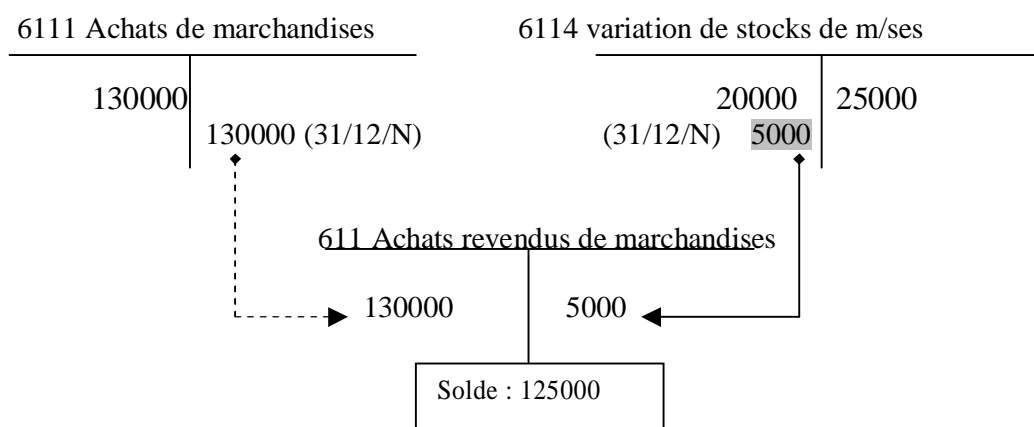 6111 Achats de marchandises 6114 variation de stocks de m/ses
130000 20000 25000
130000 (31/12/N) (31/12/N) 5000
611 Achats revendus de marchandises
130000 5000
Solde : 125000